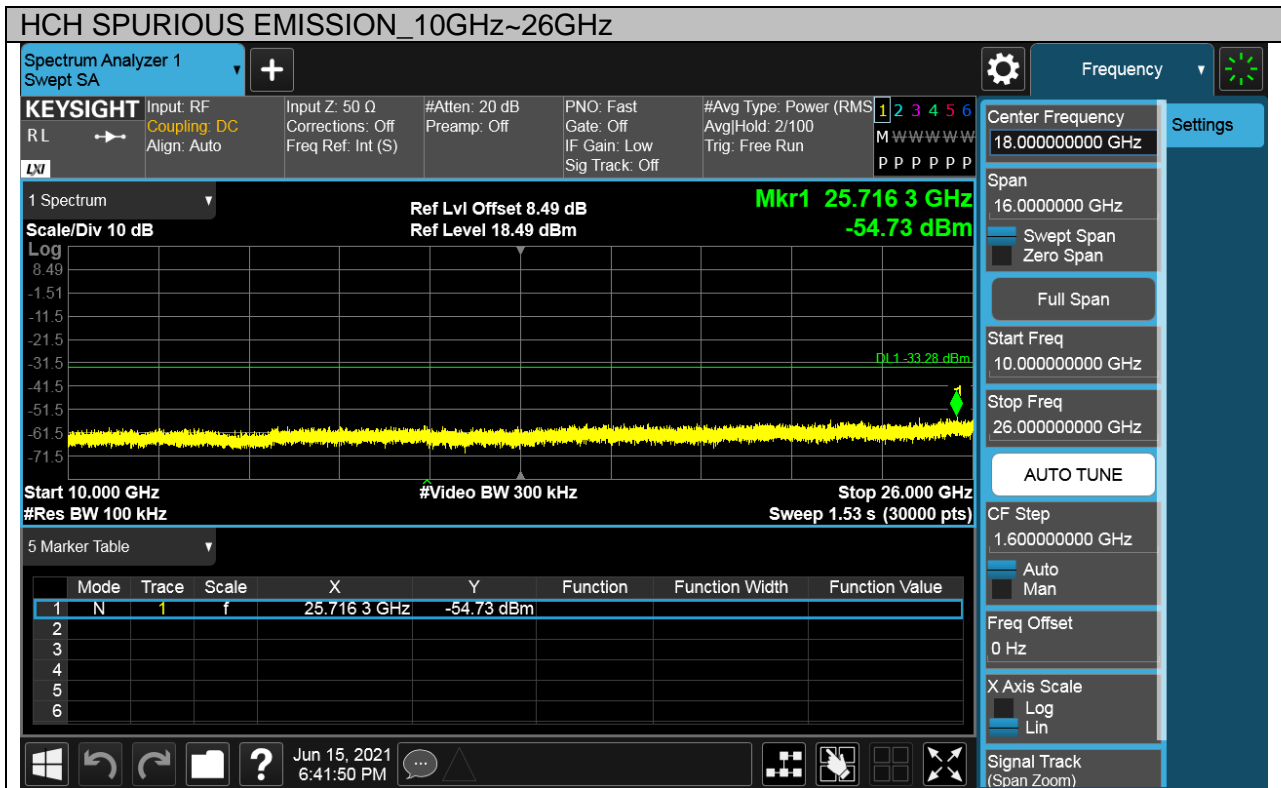 HCH SPURIOUS EMISSION_10GHz~26GHz
Spectrum Analyzer 1
Swept SA
+
Frequency
KEYSIGHT
RL
LXI
Input: RF
Coupling: DC
Align: Auto
Input Z: 50 Ω
Corrections: Off
Freq Ref: Int (S)
#Atten: 20 dB
Preamp: Off
PNO: Fast
Gate: Off
IF Gain: Low
Sig Track: Off
#Avg Type: Power (RMS
Avg|Hold: 2/100
Trig: Free Run
1 2 3 4 5 6
M W W W W W
P P P P P P
1 Spectrum
Scale/Div 10 dB
Ref Lvl Offset 8.49 dB
Ref Level 18.49 dBm
Mkr1 25.716 3 GHz
-54.73 dBm
Log
8.49
-1.51
-11.5
-21.5
-31.5
-41.5
-51.5
-61.5
-71.5
DL1 -33.28 dBm
1
Start 10.000 GHz
#Video BW 300 kHz
Stop 26.000 GHz
#Res BW 100 kHz
Sweep 1.53 s (30000 pts)
5 Marker Table
Mode Trace Scale X Y Function Function Width Function Value
1 N 1 f 25.716 3 GHz -54.73 dBm
2
3
4
5
6
Center Frequency
18.000000000 GHz
Settings
Span
16.0000000 GHz
Swept Span
Zero Span
Full Span
Start Freq
10.000000000 GHz
Stop Freq
26.000000000 GHz
AUTO TUNE
CF Step
1.600000000 GHz
Auto
Man
Freq Offset
0 Hz
X Axis Scale
Log
Lin
Signal Track
(Span Zoom)
?
Jun 15, 2021
6:41:50 PM